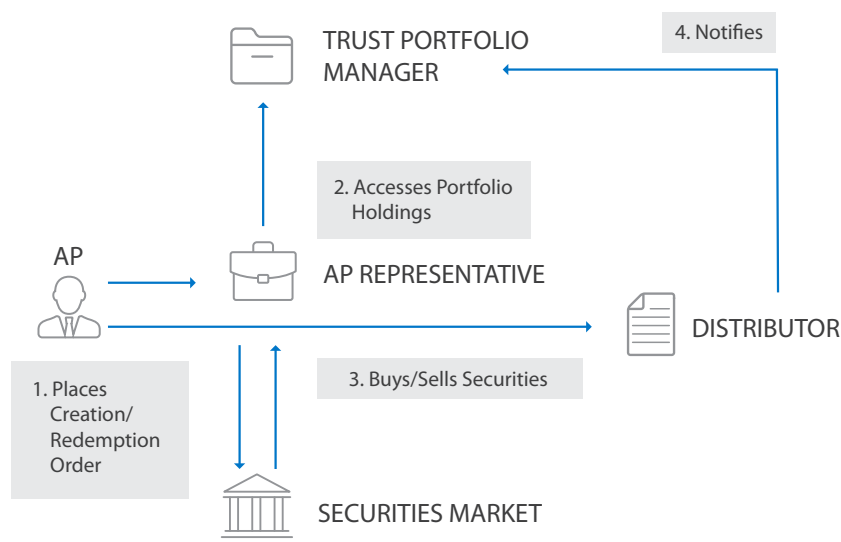 TRUST PORTFOLIO
MANAGER
4. Notifies
2. Accesses Portfolio
Holdings
AP
AP REPRESENTATIVE
DISTRIBUTOR
1. Places
Creation/
Redemption
Order
3. Buys/Sells Securities
SECURITIES MARKET